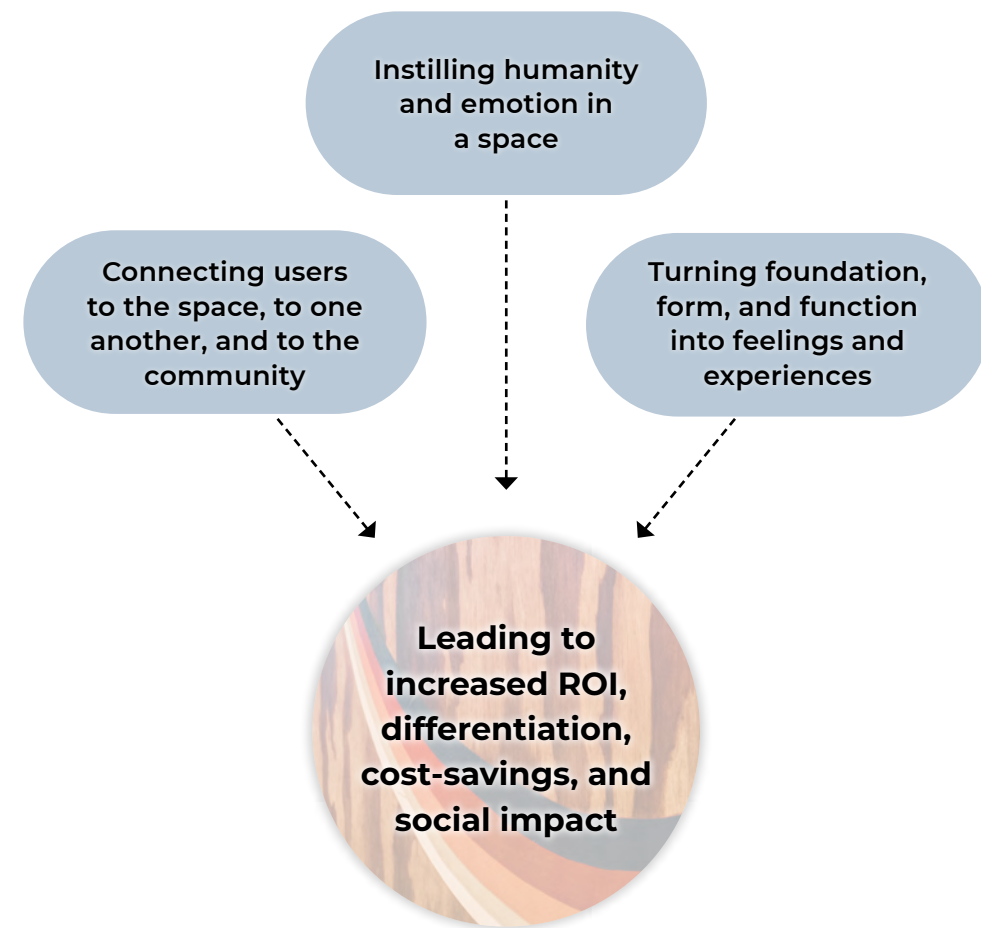 Instilling humanity
and emotion in
a space
Connecting users
to the space, to one
another, and to the
community
Turning foundation,
form, and function
into feelings and
experiences
Leading to
increased ROI,
differentiation,
cost-savings, and
social impact